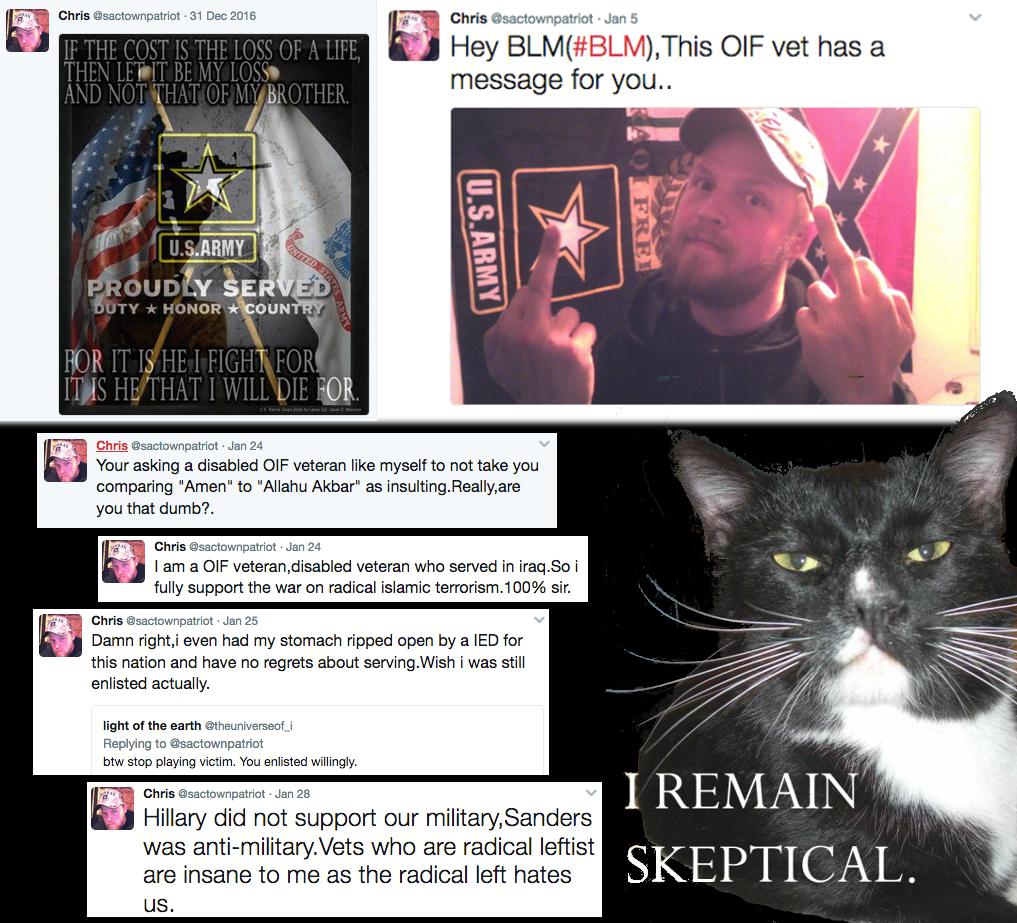 Chris @sactownpatriot · 31 Dec 2016
IF THE COST IS THE LOSS OF A LIFE,
THEN LET IT BE MY LOSS
AND NOT THAT OF MY BROTHER.
U.S.ARMY
UNITED STATES ARMY
PROUDLY SERVED
DUTY ★ HONOR ★ COUNTRY
FOR IT IS HE I FIGHT FOR.
IT IS HE THAT I WILL DIE FOR.
Chris @sactownpatriot · Jan 5
Hey BLM(#BLM),This OIF vet has a
message for you..
U.S.ARMY
Chris @sactownpatriot · Jan 24
Your asking a disabled OIF veteran like myself to not take you
comparing "Amen" to "Allahu Akbar" as insulting.Really,are
you that dumb?.
Chris @sactownpatriot · Jan 24
I am a OIF veteran,disabled veteran who served in iraq.So i
fully support the war on radical islamic terrorism.100% sir.
Chris @sactownpatriot · Jan 25
Damn right,i even had my stomach ripped open by a IED for
this nation and have no regrets about serving.Wish i was still
enlisted actually.
light of the earth @theuniverseof_i
Replying to @sactownpatriot
btw stop playing victim. You enlisted willingly.
Chris @sactownpatriot · Jan 28
Hillary did not support our military,Sanders
was anti-military.Vets who are radical leftist
are insane to me as the radical left hates
us.
I REMAIN
SKEPTICAL.